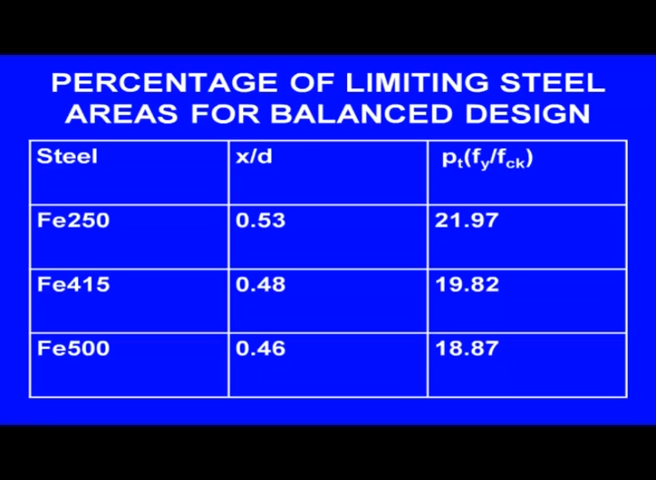 PERCENTAGE OF LIMITING STEEL
AREAS FOR BALANCED DESIGN
Steel x/d pt(fy/fck)
Fe250 0.53 21.97
Fe415 0.48 19.82
Fe500 0.46 18.87